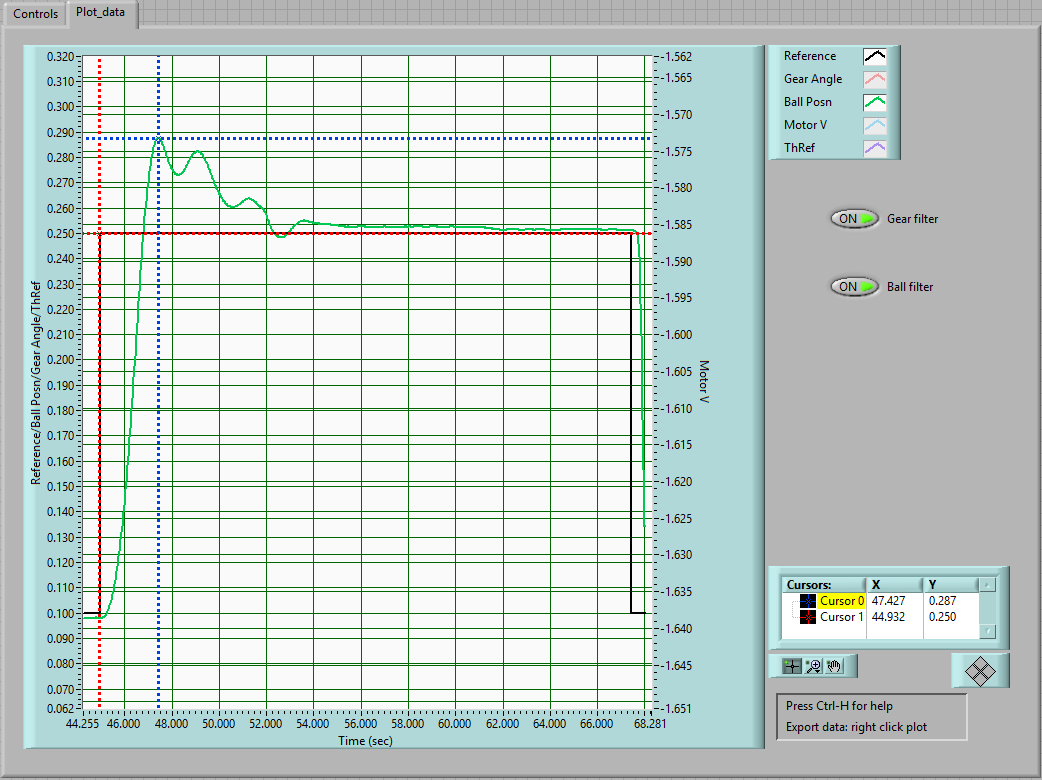 Controls
Plot_data
0.320
0.310
0.300
0.290
0.280
0.270
0.260
0.250
0.240
0.230
0.220
0.210
0.200
0.190
0.180
0.170
0.160
0.150
0.140
0.130
0.120
0.110
0.100
0.090
0.080
0.070
0.062
Reference/Ball Posn/Gear Angle/ThRef
-1.562
-1.565
-1.570
-1.575
-1.580
-1.585
-1.590
-1.595
-1.600
-1.605
-1.610
-1.615
-1.620
-1.625
-1.630
-1.635
-1.640
-1.645
-1.651
Motor V
44.255 46.000 48.000 50.000 52.000 54.000 56.000 58.000 60.000 62.000 64.000 66.000 68.281
Time (sec)
Reference
Gear Angle
Ball Posn
Motor V
ThRef
ON Gear filter
ON Ball filter
Cursors: X Y
Cursor 0 47.427 0.287
Cursor 1 44.932 0.250
Press Ctrl-H for help
Export data: right click plot